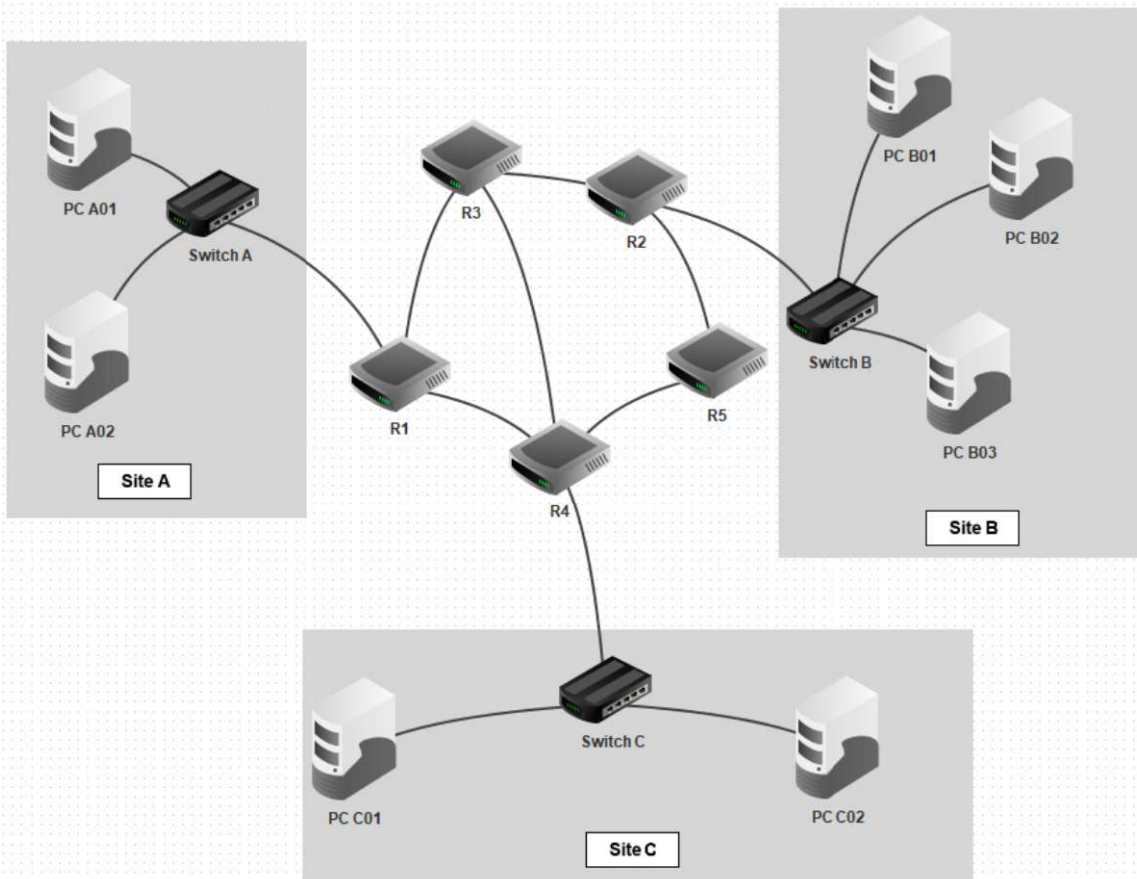 PC A01
Switch A
PC A02
Site A
R3
R2
R1
R5
R4
PC B01
PC B02
Switch B
PC B03
Site B
Switch C
PC C01
PC C02
Site C